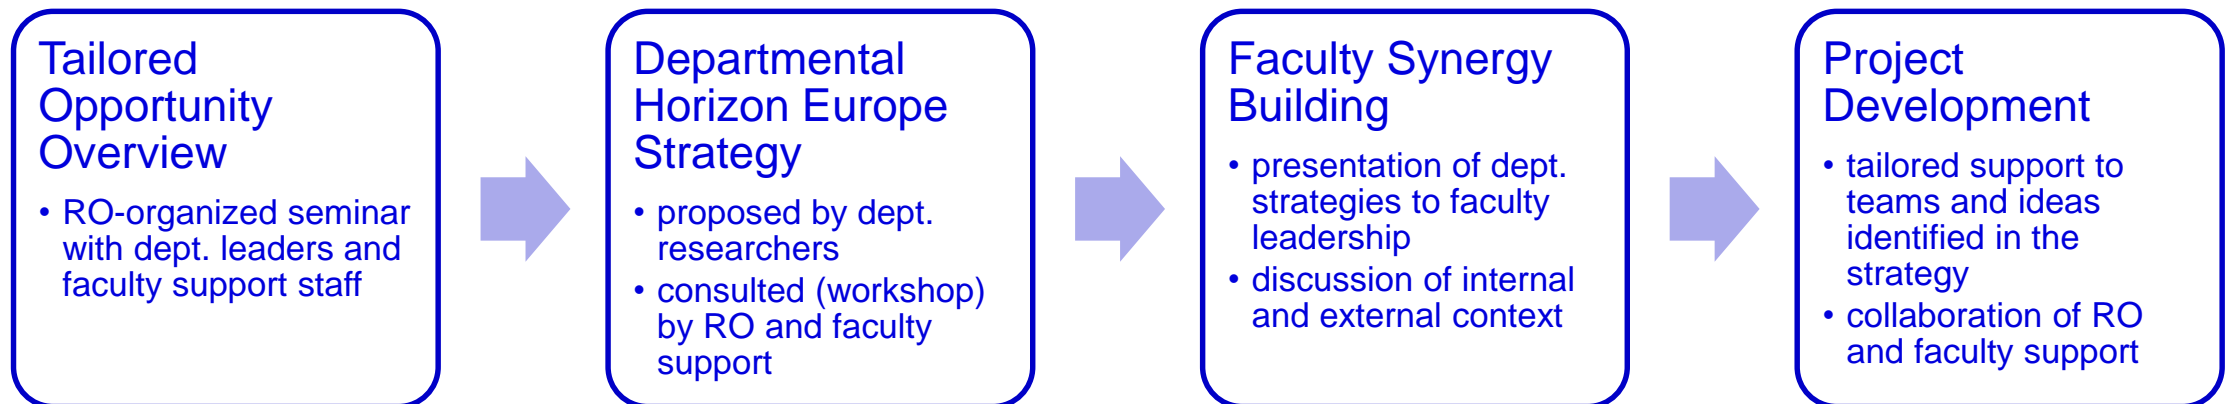 Tailored
Opportunity
Overview
• RO-organized seminar
with dept. leaders and
faculty support staff
Departmental
Horizon Europe
Strategy
• proposed by dept.
researchers
• consulted (workshop)
by RO and faculty
support
Faculty Synergy
Building
• presentation of dept.
strategies to faculty
leadership
• discussion of internal
and external context
Project
Development
• tailored support to
teams and ideas
identified in the
strategy
• collaboration of RO
and faculty support